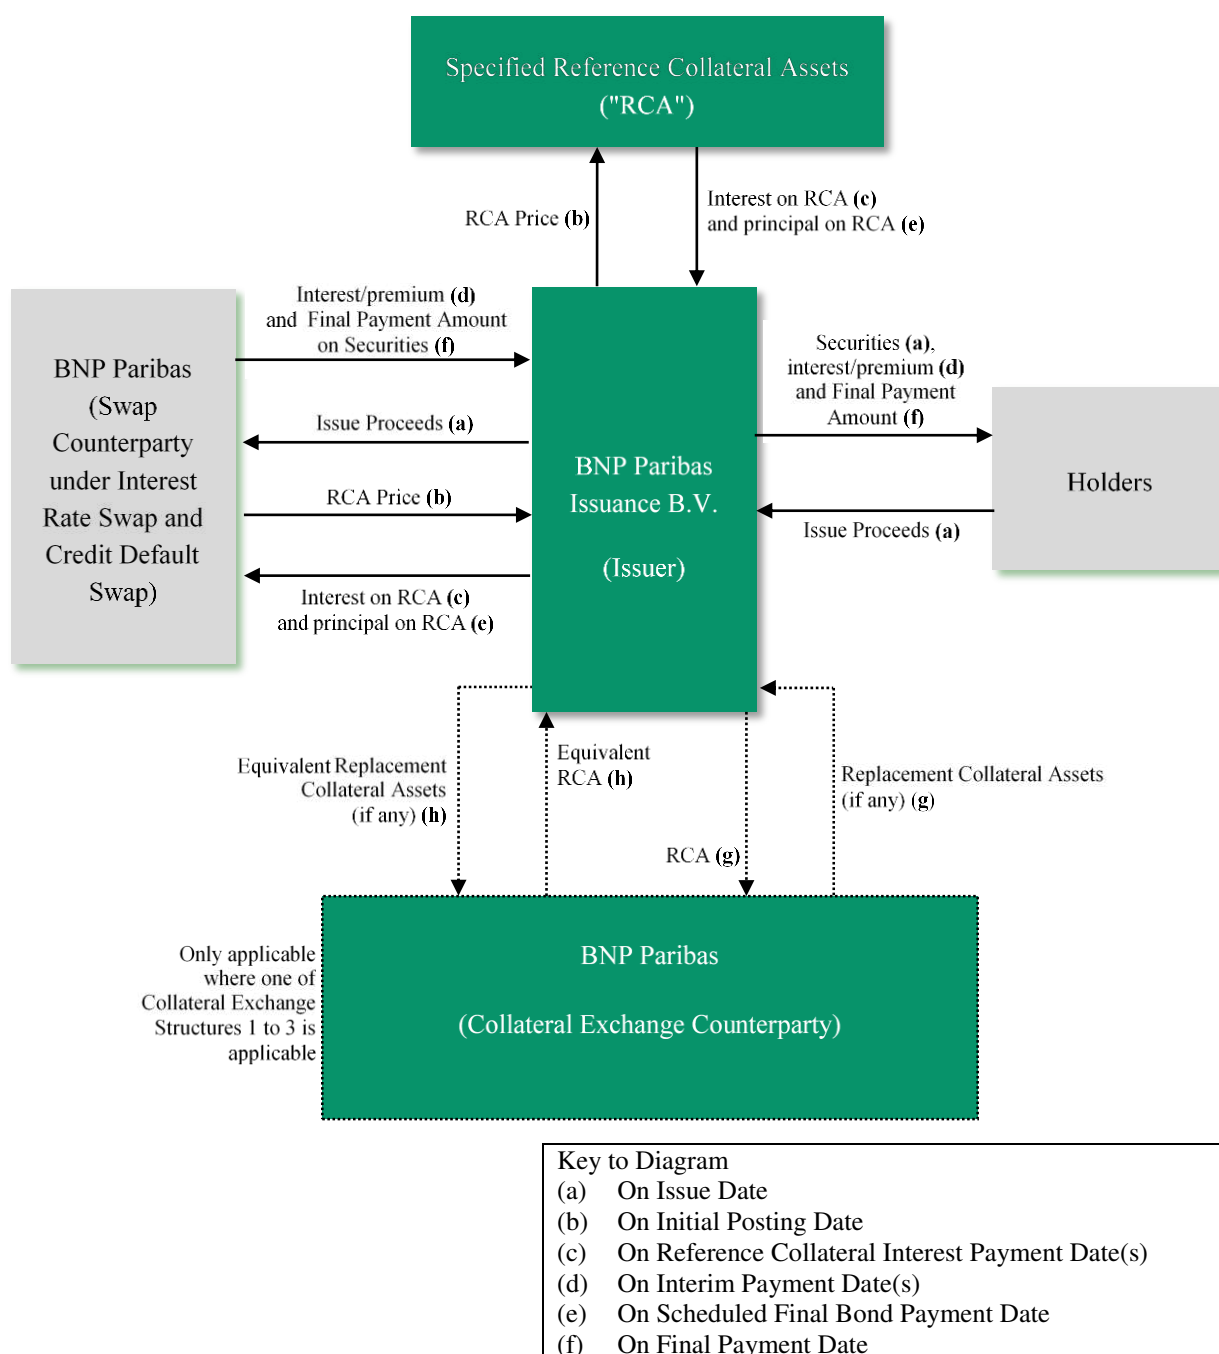 Specified Reference Collateral Assets
("RCA")
RCA Price (b)
Interest on RCA (c)
and principal on RCA (e)
Interest/premium (d)
and Final Payment Amount
on Securities (f)
Issue Proceeds (a)
RCA Price (b)
Interest on RCA (c)
and principal on RCA (e)
BNP Paribas
(Swap
Counterparty
under Interest
Rate Swap and
Credit Default
Swap)
BNP Paribas
Issuance B.V.
(Issuer)
Securities (a),
interest/premium (d)
and Final Payment
Amount (f)
Issue Proceeds (a)
Holders
Equivalent Replacement
Collateral Assets
(if any) (h)
Equivalent
RCA (h)
RCA (g)
Replacement Collateral Assets
(if any) (g)
Only applicable
where one of
Collateral Exchange
Structures 1 to 3 is
applicable
BNP Paribas
(Collateral Exchange Counterparty)
Key to Diagram
(a) On Issue Date
(b) On Initial Posting Date
(c) On Reference Collateral Interest Payment Date(s)
(d) On Interim Payment Date(s)
(e) On Scheduled Final Bond Payment Date
(f) On Final Payment Date